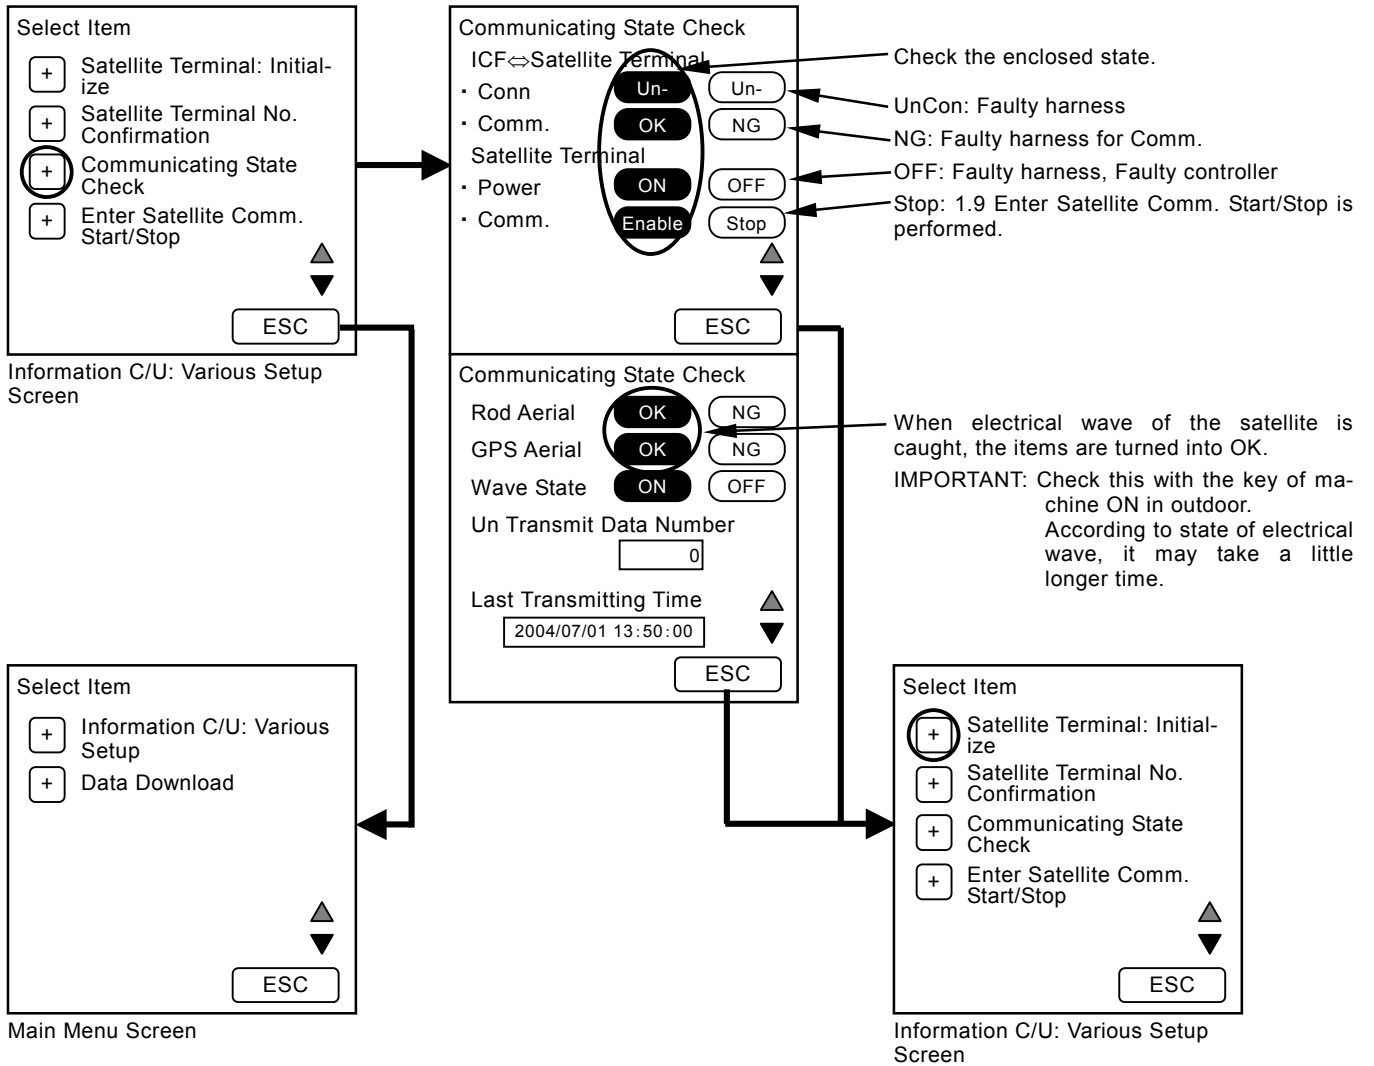 Select Item
+ Satellite Terminal: Initial-
ize
+ Satellite Terminal No.
Confirmation
+ Communicating State
Check
+ Enter Satellite Comm.
Start/Stop
ESC
Information C/U: Various Setup
Screen
Communicating State Check
ICF⇔Satellite Terminal
・Conn Un- Un-
・Comm. OK NG
Satellite Terminal
・Power ON OFF
・Comm. Enable Stop
ESC
Check the enclosed state.
UnCon: Faulty harness
NG: Faulty harness for Comm.
OFF: Faulty harness, Faulty controller
Stop: 1.9 Enter Satellite Comm. Start/Stop is
performed.
Communicating State Check
Rod Aerial OK NG
GPS Aerial OK NG
Wave State ON OFF
Un Transmit Data Number
0
Last Transmitting Time
2004/07/01 13:50:00
ESC
When electrical wave of the satellite is
caught, the items are turned into OK.
IMPORTANT: Check this with the key of ma-
chine ON in outdoor.
According to state of electrical
wave, it may take a little
longer time.
Select Item
+ Information C/U: Various
Setup
+ Data Download
ESC
Main Menu Screen
Select Item
+ Satellite Terminal: Initial-
ize
+ Satellite Terminal No.
Confirmation
+ Communicating State
Check
+ Enter Satellite Comm.
Start/Stop
ESC
Information C/U: Various Setup
Screen